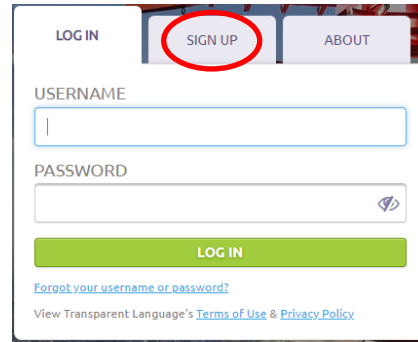 LOG IN SIGN UP ABOUT
USERNAME
PASSWORD
LOG IN
Forgot your username or password?
View Transparent Language's Terms of Use & Privacy Policy